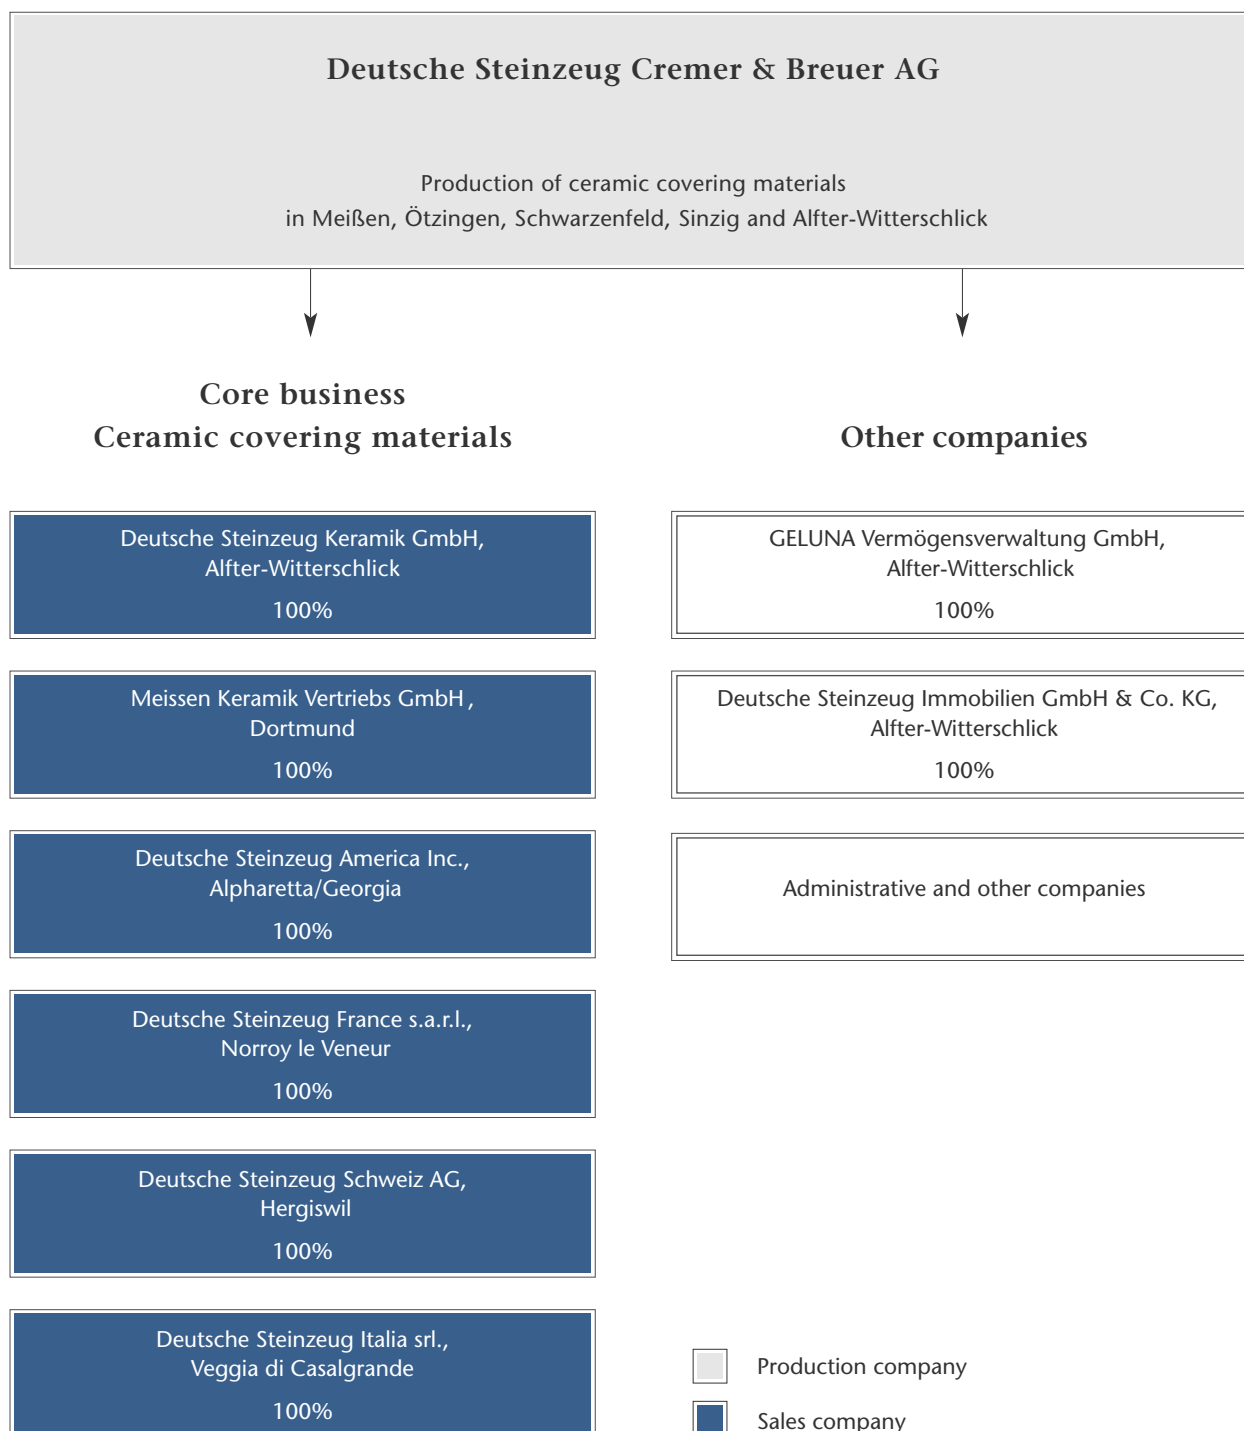 Deutsche Steinzeug Cremer & Breuer AG
Production of ceramic covering materials
in Meißen, Ötzingen, Schwarzenfeld, Sinzig and Alfter-Witterschlick
Core business
Ceramic covering materials
Deutsche Steinzeug Keramik GmbH,
Alfter-Witterschlick
100%
Meissen Keramik Vertriebs GmbH,
Dortmund
100%
Deutsche Steinzeug America Inc.,
Alpharetta/Georgia
100%
Deutsche Steinzeug France s.a.r.l.,
Norroy le Veneur
100%
Deutsche Steinzeug Schweiz AG,
Hergiswil
100%
Deutsche Steinzeug Italia srl.,
Veggia di Casalgrande
100%
Other companies
GELUNA Vermögensverwaltung GmbH,
Alfter-Witterschlick
100%
Deutsche Steinzeug Immobilien GmbH & Co. KG,
Alfter-Witterschlick
100%
Administrative and other companies
Production company
Sales company